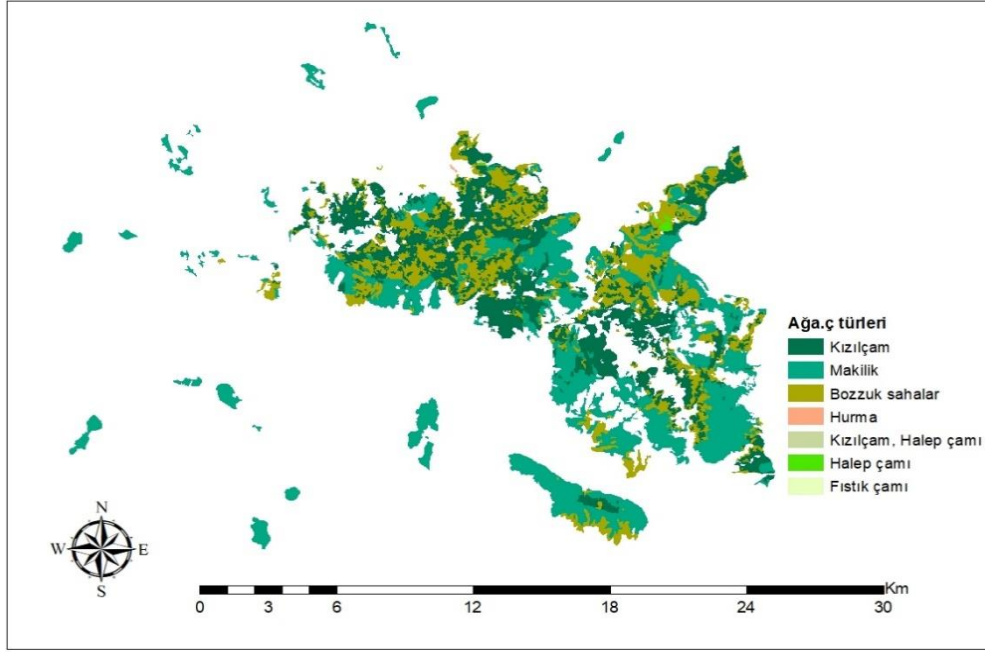 Ağa.ç türleri
Kızılçam
Makilik
Bozzuk sahalar
Hurma
Kızılçam, Halep çamı
Halep çamı
Fıstık çamı
N
W E
S
Km
0 3 6 12 18 24 30